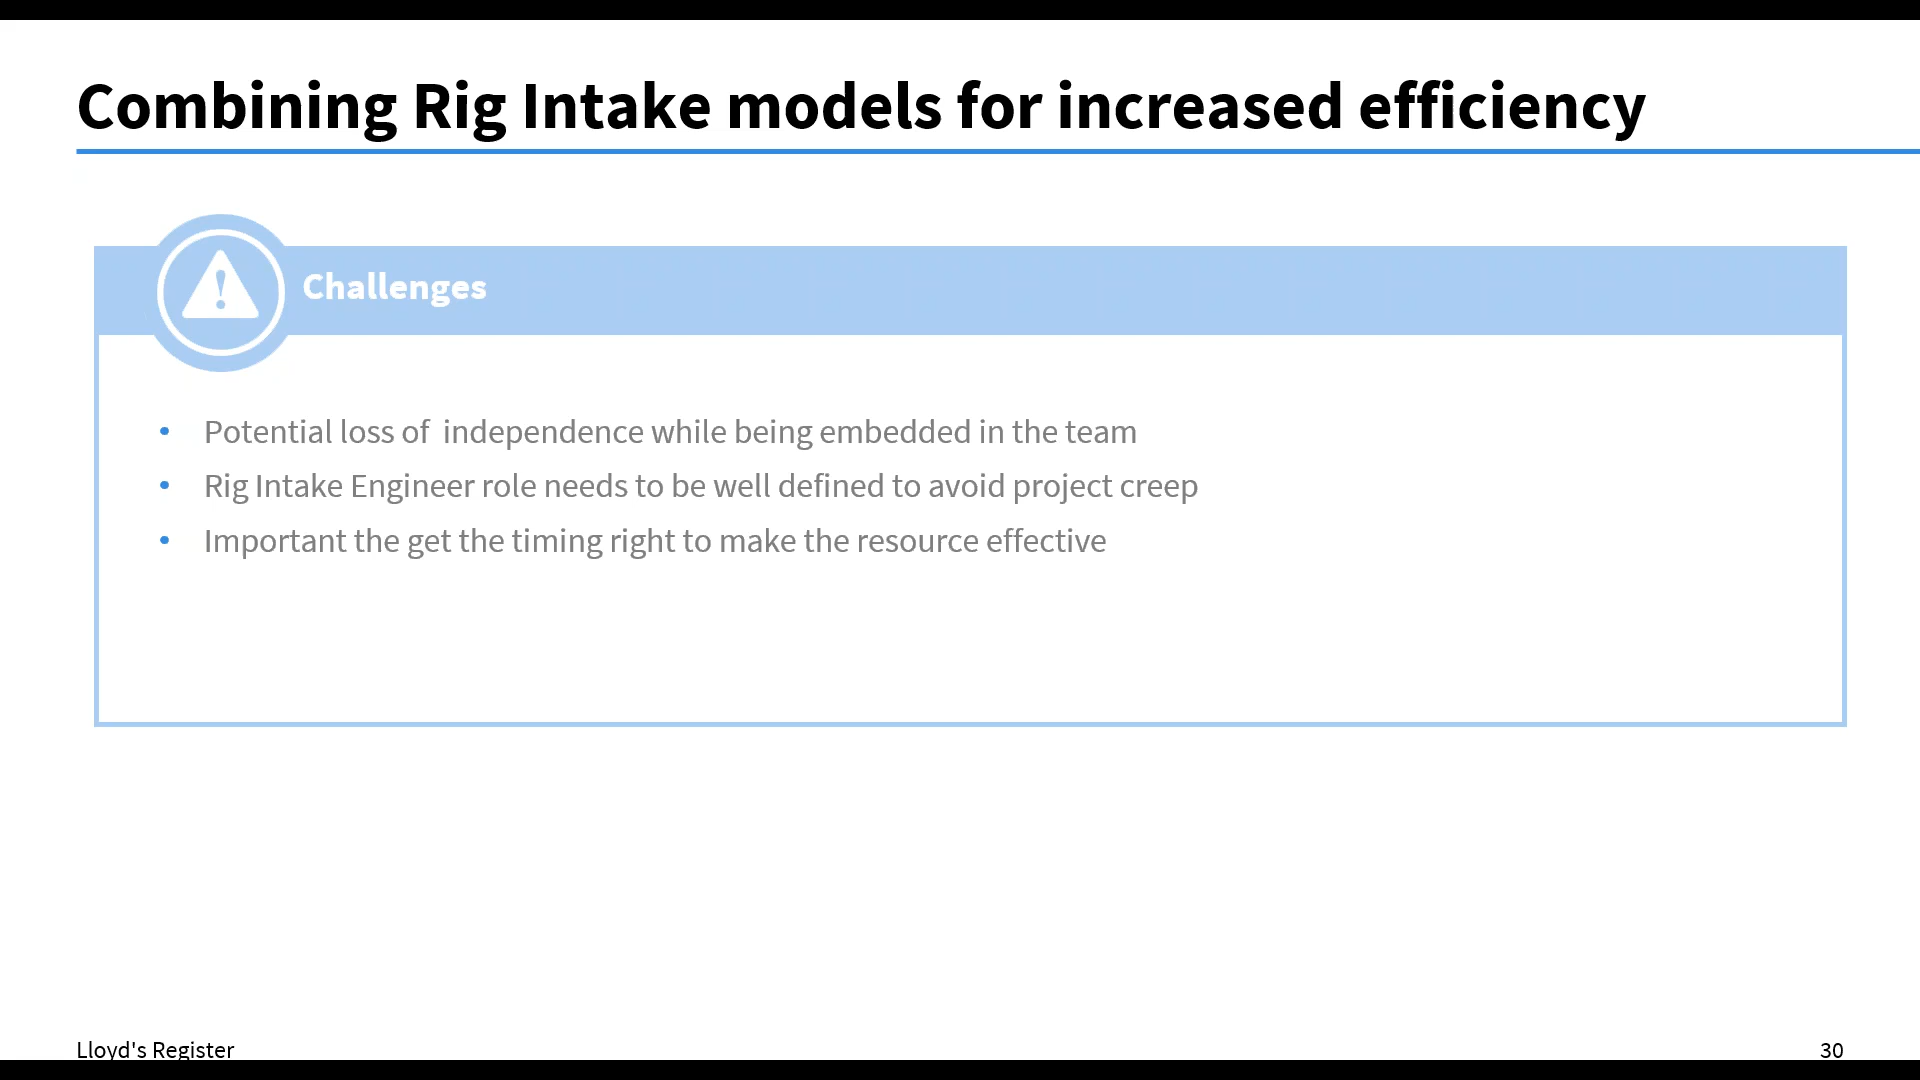 Combining Rig Intake models for increased efficiency
Challenges
• Potential loss of  independence while being embedded in the team
• Rig Intake Engineer role needs to be well defined to avoid project creep
• Important the get the timing right to make the resource effective
Lloyd's Register
30